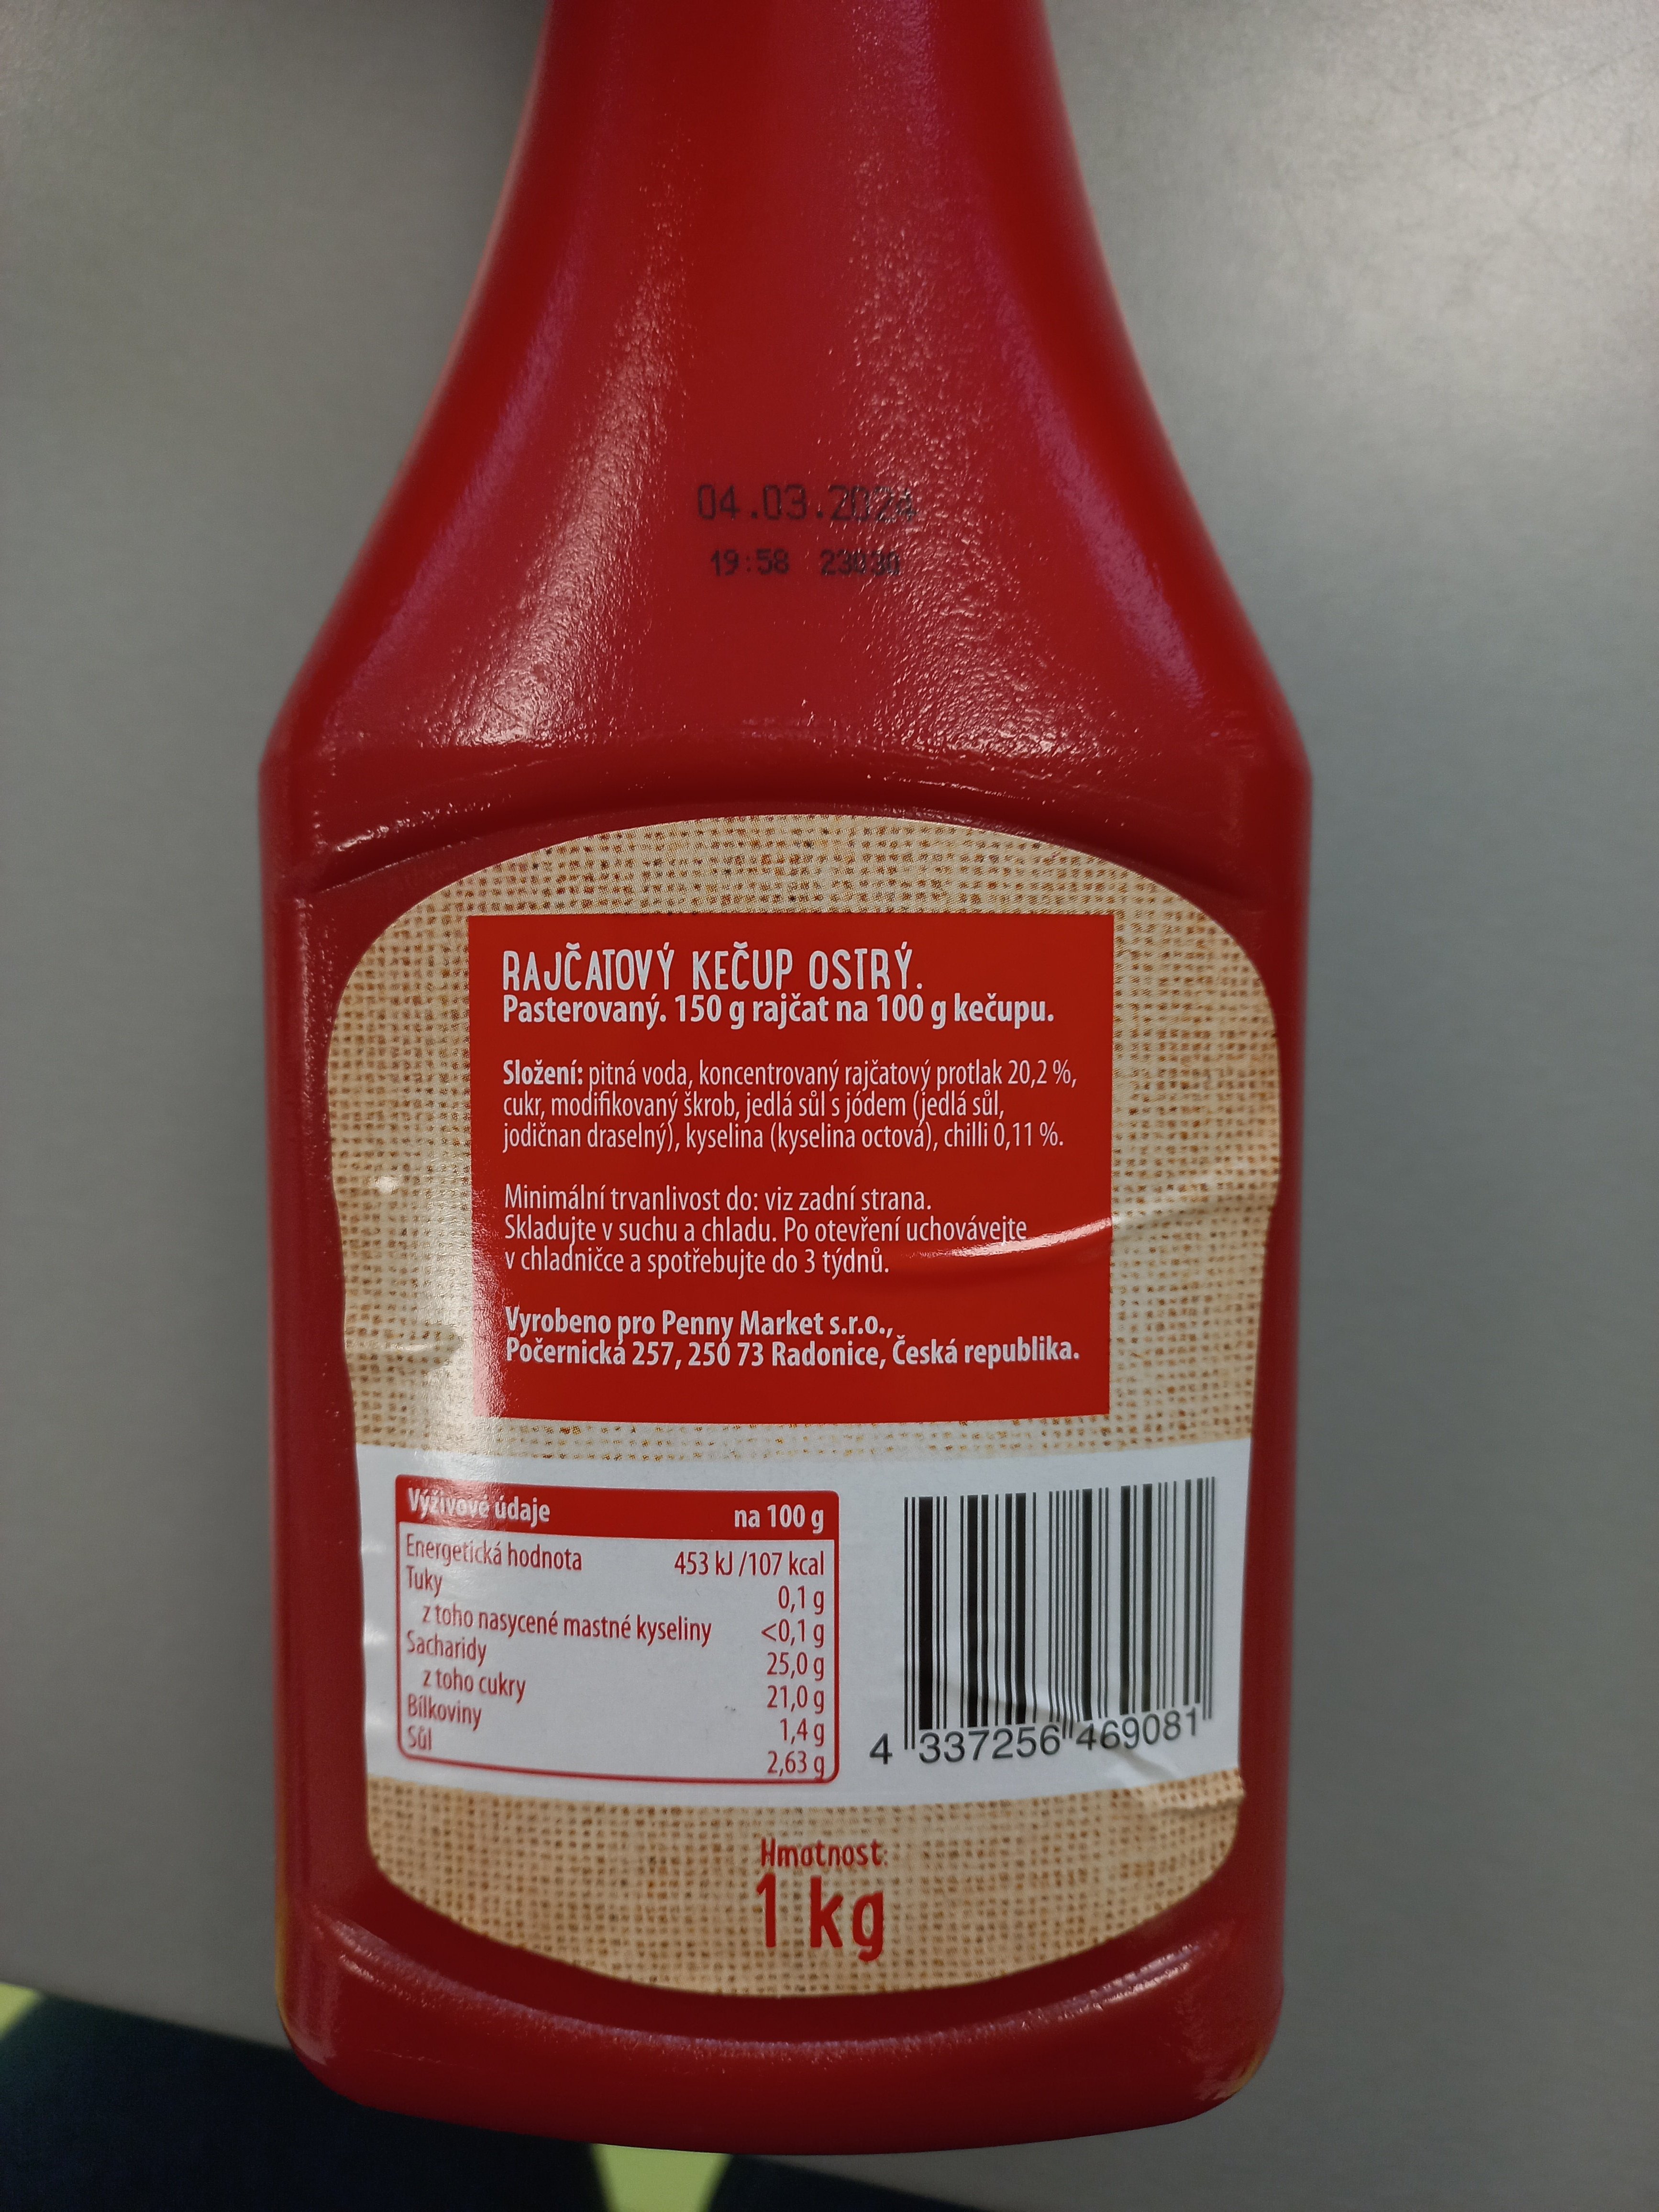 04.03.2024
19:58 23030
RAJČATOVÝ KEČUP OSTRÝ.
Pasterovaný. 150 g rajčat na 100 g kečupu.
Složení: pitná voda, koncentrovaný rajčatový protlak 20,2 %,
cukr, modifikovaný škrob, jedlá sůl s jódem (jedlá sůl,
jodičnan draselný), kyselina (kyselina octová), chilli 0,11 %.
Minimální trvanlivost do: viz zadní strana.
Skladujte v suchu a chladu. Po otevření uchovávejte
v chladničce a spotřebujte do 3 týdnů.
Vyrobeno pro Penny Market s.r.o.,
Počernická 257, 250 73 Radonice, Česká republika.
Výživové údaje na 100 g
Energetická hodnota 453 kJ /107 kcal
Tuky 0,1 g
z toho nasycené mastné kyseliny <0,1 g
Sacharidy 25,0 g
z toho cukry 21,0 g
Bílkoviny 1,4 g
Sůl 2,63 g
4 337256 469081
Hmotnost:
1 kg